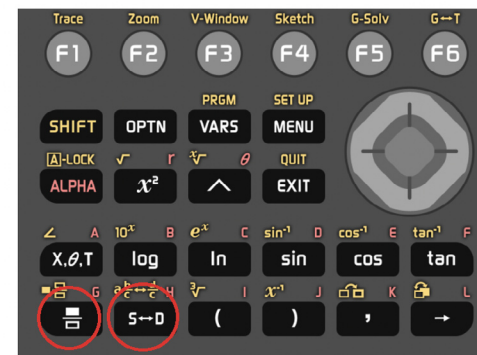 Trace Zoom V-Window Sketch G-Solv G↔T
F1 F2 F3 F4 F5 F6
PRGM SET UP
SHIFT OPTN VARS MENU
A-LOCK √ r ˣ√ θ QUIT
ALPHA x² ^ EXIT
∠ A 10ˣ B eˣ C sin⁻¹ D cos⁻¹ E tan⁻¹ F
X,θ,T log ln sin cos tan
G a b/c↔d/c H ³√ I x⁻¹ J K L
S↔D ( ) , →